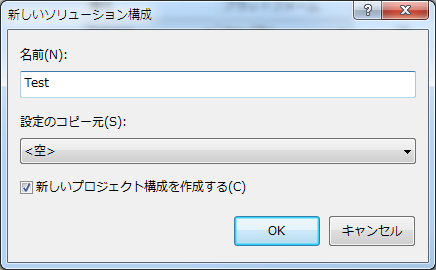 新しいソリューション構成
名前(N):
Test
設定のコピー元(S):
<空>
新しいプロジェクト構成を作成する(C)
OK
キャンセル